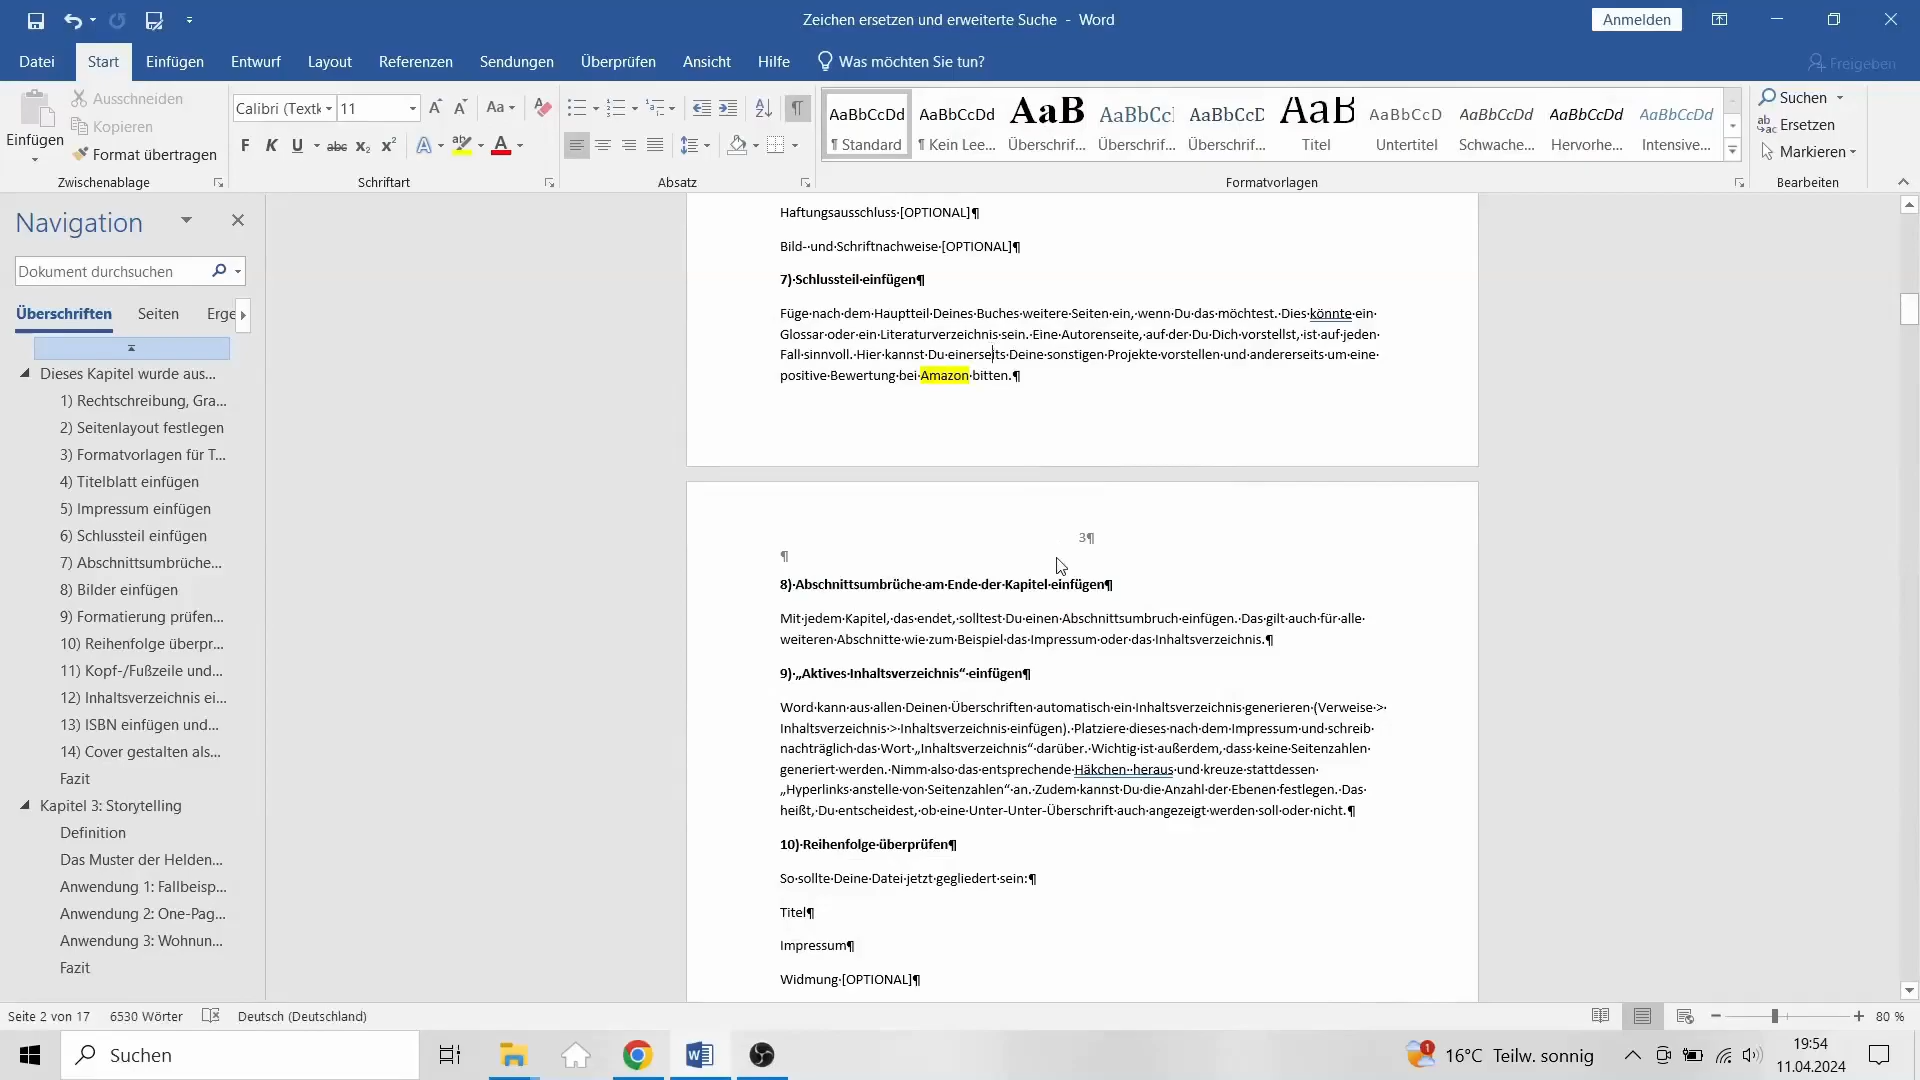 Zeichen ersetzen und erweiterte Suche - Word
Anmelden
Datei
Start
Einfügen
Entwurf
Layout
Referenzen
Sendungen
Überprüfen
Ansicht
Hilfe
Was möchten Sie tun?
Freigeben
Einfügen
Ausschneiden
Kopieren
Format übertragen
Zwischenablage
Calibri (Textk
11
Aa
F K U abc x₂ x²
A
Schriftart
Absatz
AaBbCcDd
¶ Standard
AaBbCcDd
¶ Kein Lee...
AaB
Überschrif...
AaBbCcI
Überschrif...
AaBbCcD
Überschrif...
AaB
Titel
AaBbCcD
Untertitel
AaBbCcDd
Schwache...
AaBbCcDd
Hervorhe...
AaBbCcDd
Intensive...
Formatvorlagen
Suchen
Ersetzen
Markieren
Bearbeiten
Navigation
Dokument durchsuchen
Überschriften
Seiten
Erge
Dieses Kapitel wurde aus...
1) Rechtschreibung, Gra...
2) Seitenlayout festlegen
3) Formatvorlagen für T...
4) Titelblatt einfügen
5) Impressum einfügen
6) Schlussteil einfügen
7) Abschnittsumbrüche...
8) Bilder einfügen
9) Formatierung prüfen...
10) Reihenfolge überpr...
11) Kopf-/Fußzeile und...
12) Inhaltsverzeichnis ei...
13) ISBN einfügen und...
14) Cover gestalten als...
Fazit
Kapitel 3: Storytelling
Definition
Das Muster der Helden...
Anwendung 1: Fallbeisp...
Anwendung 2: One-Pag...
Anwendung 3: Wohnun...
Fazit
Haftungsausschluss·[OPTIONAL]¶
Bild-·und·Schriftnachweise·[OPTIONAL]¶
7)·Schlussteil·einfügen¶
Füge·nach·dem·Hauptteil·Deines·Buches·weitere·Seiten·ein,·wenn·Du·das·möchtest.·Dies·könnte·ein·
Glossar·oder·ein·Literaturverzeichnis·sein.·Eine·Autorenseite,·auf·der·Du·Dich·vorstellst,·ist·auf·jeden·
Fall·sinnvoll.·Hier·kannst·Du·einerseits·Deine·sonstigen·Projekte·vorstellen·und·andererseits·um·eine·
positive·Bewertung·bei·Amazon·bitten.¶
3¶
¶
8)·Abschnittsumbrüche·am·Ende·der·Kapitel·einfügen¶
Mit·jedem·Kapitel,·das·endet,·solltest·Du·einen·Abschnittsumbruch·einfügen.·Das·gilt·auch·für·alle·
weiteren·Abschnitte·wie·zum·Beispiel·das·Impressum·oder·das·Inhaltsverzeichnis.¶
9)·„Aktives·Inhaltsverzeichnis“·einfügen¶
Word·kann·aus·allen·Deinen·Überschriften·automatisch·ein·Inhaltsverzeichnis·generieren·(Verweise·>·
Inhaltsverzeichnis·>·Inhaltsverzeichnis·einfügen).·Platziere·dieses·nach·dem·Impressum·und·schreib·
nachträglich·das·Wort·„Inhaltsverzeichnis“·darüber.·Wichtig·ist·außerdem,·dass·keine·Seitenzahlen·
generiert·werden.·Nimm·also·das·entsprechende·Häkchen··heraus·und·kreuze·stattdessen·
„Hyperlinks·anstelle·von·Seitenzahlen“·an.·Zudem·kannst·Du·die·Anzahl·der·Ebenen·festlegen.·Das·
heißt,·Du·entscheidest,·ob·eine·Unter-Unter-Überschrift·auch·angezeigt·werden·soll·oder·nicht.¶
10)·Reihenfolge·überprüfen¶
So·sollte·Deine·Datei·jetzt·gegliedert·sein:¶
Titel¶
Impressum¶
Widmung·[OPTIONAL]¶
Seite 2 von 17
6530 Wörter
Deutsch (Deutschland)
80 %
Suchen
1
16°C Teilw. sonnig
19:54
11.04.2024